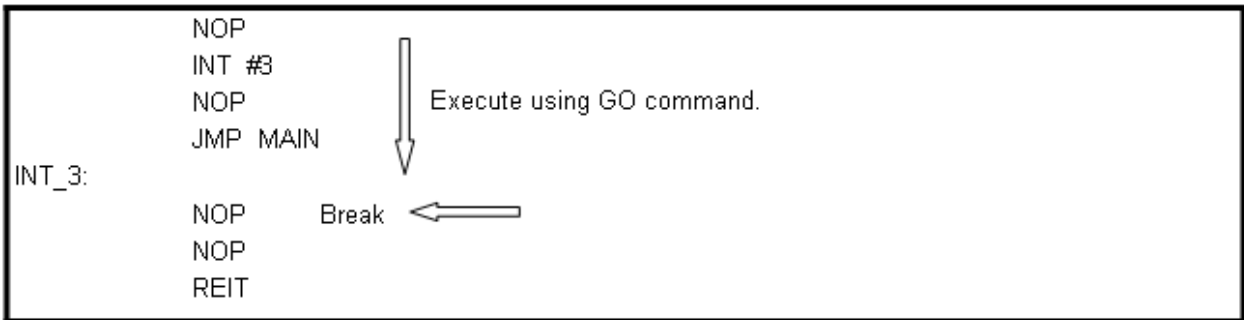 NOP
INT #3
NOP Execute using GO command.
JMP MAIN
INT_3:
NOP Break
NOP
REIT